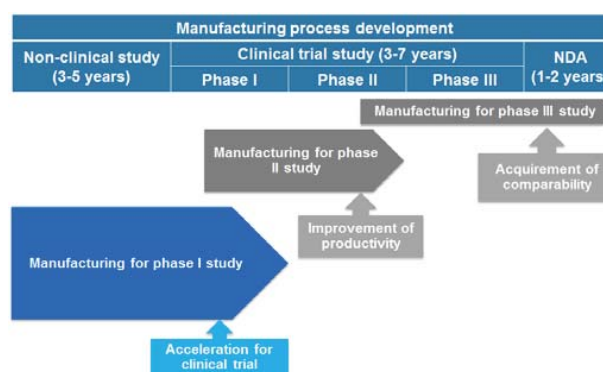 Manufacturing process development
Non-clinical study
(3-5 years)
Clinical trial study (3-7 years)
Phase I
Phase II
Phase III
NDA
(1-2 years)
Manufacturing for phase III study
Manufacturing for phase
II study
Acquirement of
comparability
Improvement of
productivity
Manufacturing for phase I study
Acceleration for
clinical trial